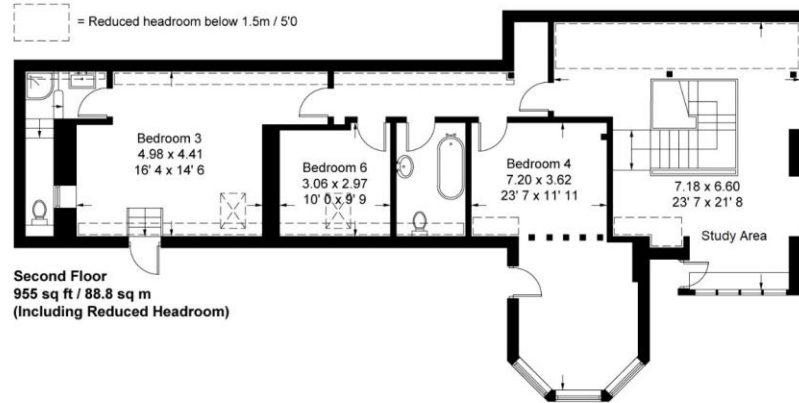 = Reduced headroom below 1.5m / 5'0
Bedroom 3
4.98 x 4.41
16' 4 x 14' 6
Bedroom 6
3.06 x 2.97
10' 0 x 9' 9
Bedroom 4
7.20 x 3.62
23' 7 x 11' 11
7.18 x 6.60
23' 7 x 21' 8
Study Area
Second Floor
955 sq ft / 88.8 sq m
(Including Reduced Headroom)